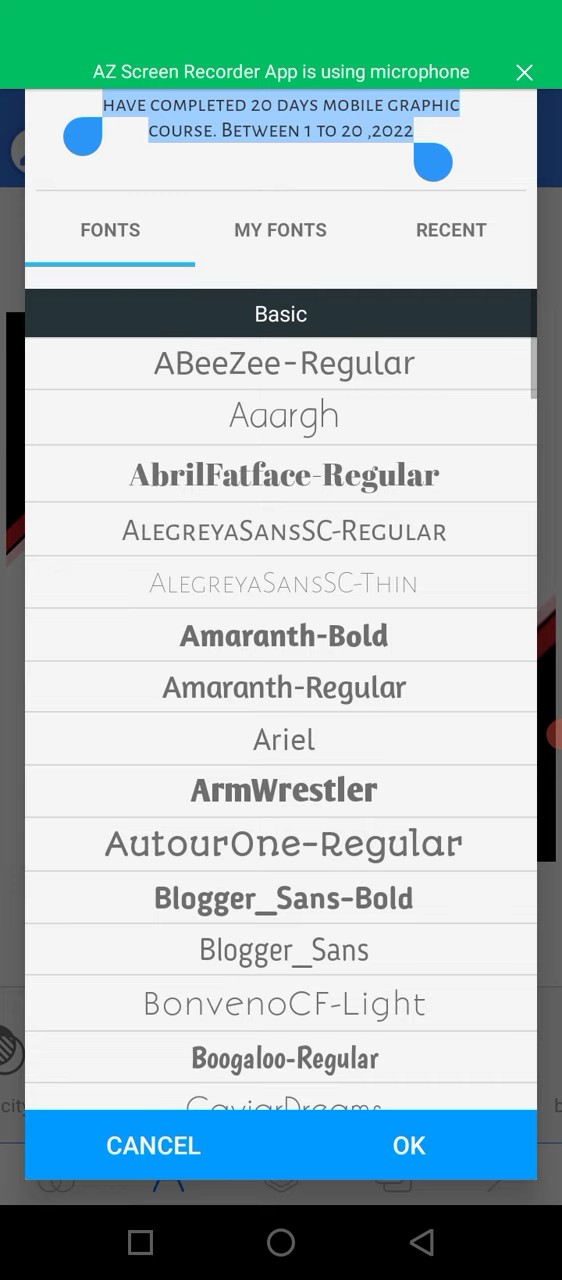 AZ Screen Recorder App is using microphone
HAVE COMPLETED 20 DAYS MOBILE GRAPHIC
COURSE. BETWEEN 1 TO 20 ,2022
FONTS
MY FONTS
RECENT
Basic
ABeeZee-Regular
Aaargh
AbrilFatface-Regular
AlegreyaSansSC-Regular
AlegreyaSansSC-Thin
Amaranth-Bold
Amaranth-Regular
Ariel
ArmWrestler
AutourOne-Regular
Blogger_Sans-Bold
Blogger_Sans
BonvenoCF-Light
Boogaloo-Regular
CaviarDreams
CANCEL
OK